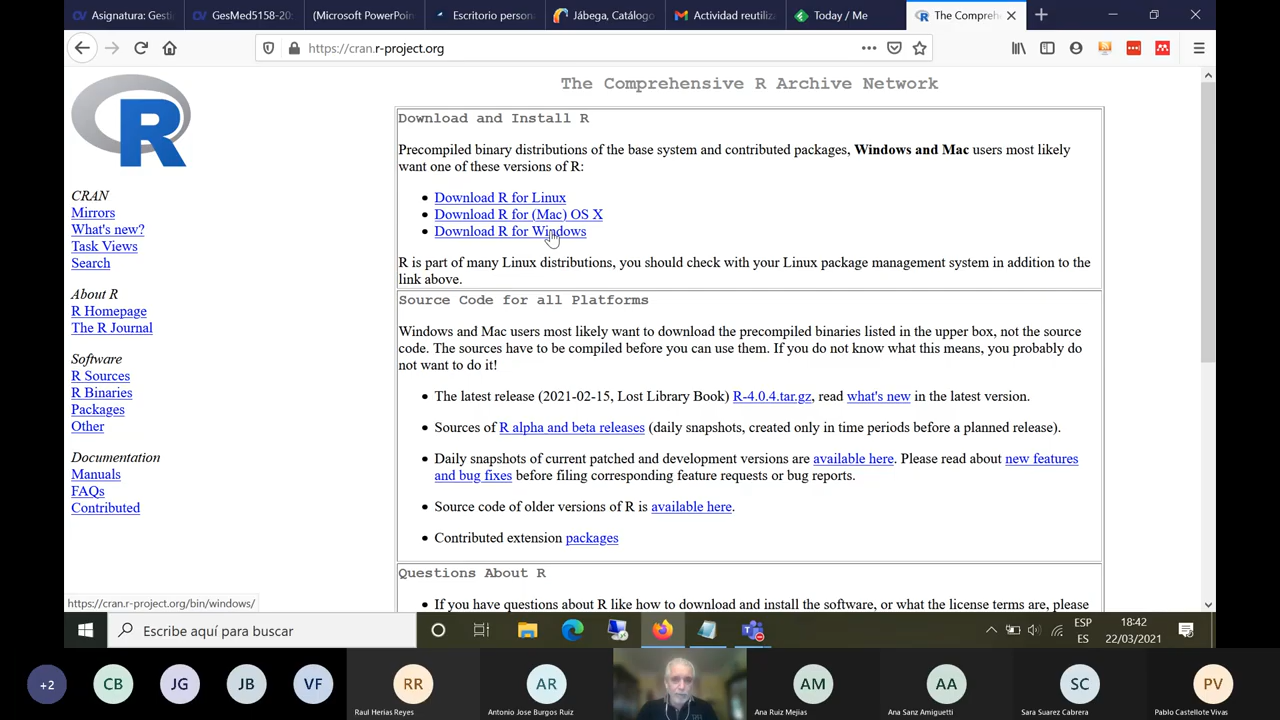 Asignatura: Gesti
GesMed5158-20
(Microsoft PowerPoin
Escritorio person
Jábega, Catálogo
Actividad reutiliz
Today / Me
The Compreh
https://cran.r-project.org
The Comprehensive R Archive Network
R
CRAN
Mirrors
What's new?
Task Views
Search
About R
R Homepage
The R Journal
Software
R Sources
R Binaries
Packages
Other
Documentation
Manuals
FAQs
Contributed
Download and Install R
Precompiled binary distributions of the base system and contributed packages, Windows and Mac users most likely
want one of these versions of R:
Download R for Linux
Download R for (Mac) OS X
Download R for Windows
R is part of many Linux distributions, you should check with your Linux package management system in addition to the
link above.
Source Code for all Platforms
Windows and Mac users most likely want to download the precompiled binaries listed in the upper box, not the source
code. The sources have to be compiled before you can use them. If you do not know what this means, you probably do
not want to do it!
The latest release (2021-02-15, Lost Library Book) R-4.0.4.tar.gz, read what's new in the latest version.
Sources of R alpha and beta releases (daily snapshots, created only in time periods before a planned release).
Daily snapshots of current patched and development versions are available here. Please read about new features
and bug fixes before filing corresponding feature requests or bug reports.
Source code of older versions of R is available here.
Contributed extension packages
Questions About R
If you have questions about R like how to download and install the software, or what the license terms are, please
https://cran.r-project.org/bin/windows/
Escribe aquí para buscar
ESP
ES
18:42
22/03/2021
+2
CB
JG
JB
VF
RR
Raul Herias Reyes
AR
Antonio Jose Burgos Ruiz
AM
Ana Ruiz Mejias
AA
Ana Sanz Amiguetti
SC
Sara Suarez Cabrera
PV
Pablo Castellote Vivas